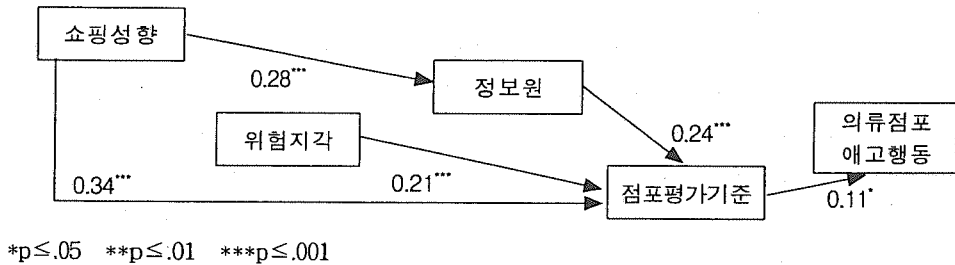 쇼핑성향
0.28***
정보원
위험지각
0.24***
의류점포
애고행동
0.34***
0.21***
점포평가기준
0.11*
*p≤.05 **p≤.01 ***p≤.001